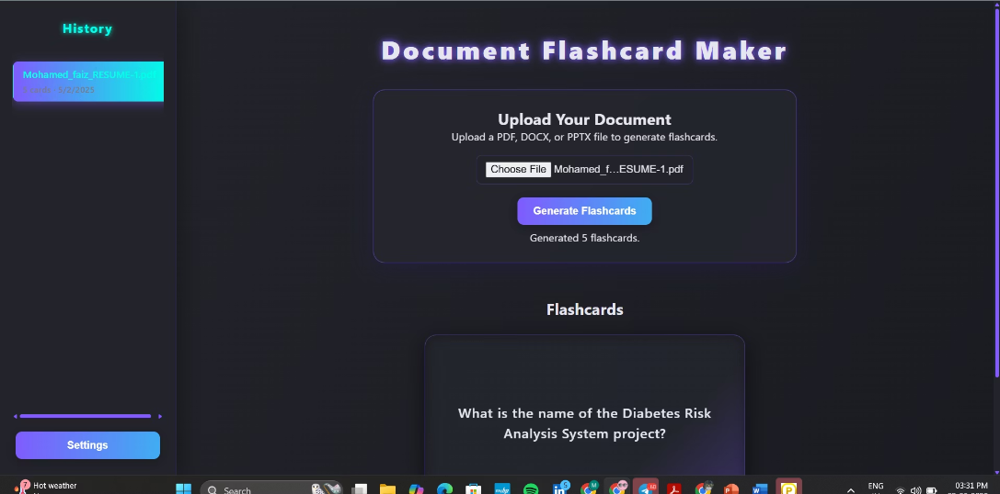 History
Mohamed_faiz_RESUME-1.pdf
5/2/2025
Document Flashcard Maker
Upload Your Document
Upload a PDF, DOCX, or PPTX file to generate flashcards.
Choose File Mohamed_f...ESUME-1.pdf
Generate Flashcards
Generated 5 flashcards.
Flashcards
What is the name of the Diabetes Risk
Analysis System project?
Settings
7
Hot weather
Search
ENG
03:31 PM